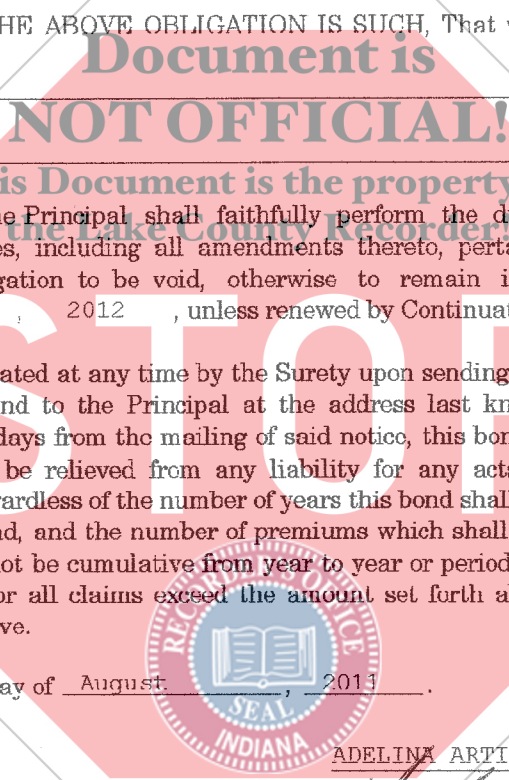 HE ABOVE OBLIGATION IS SUCH, That
Document is
NOT OFFICIAL!
is Document is the property
the Lake County Recorder!
he Principal shall faithfully perform the d
es, including all amendments thereto, perta
gation to be void, otherwise to remain i
, 2012 , unless renewed by Continuat
STOP
ated at any time by the Surety upon sending
nd to the Principal at the address last kn
days from the mailing of said notice, this bon
be relieved from any liability for any acts
ardless of the number of years this bond shall
nd, and the number of premiums which shall
not be cumulative from year to year or period
or all claims exceed the amount set forth a
ve.
RECORDER'S OFFICE
SEAL
INDIANA
ay of August , 2011 .
ADELINA ARTI